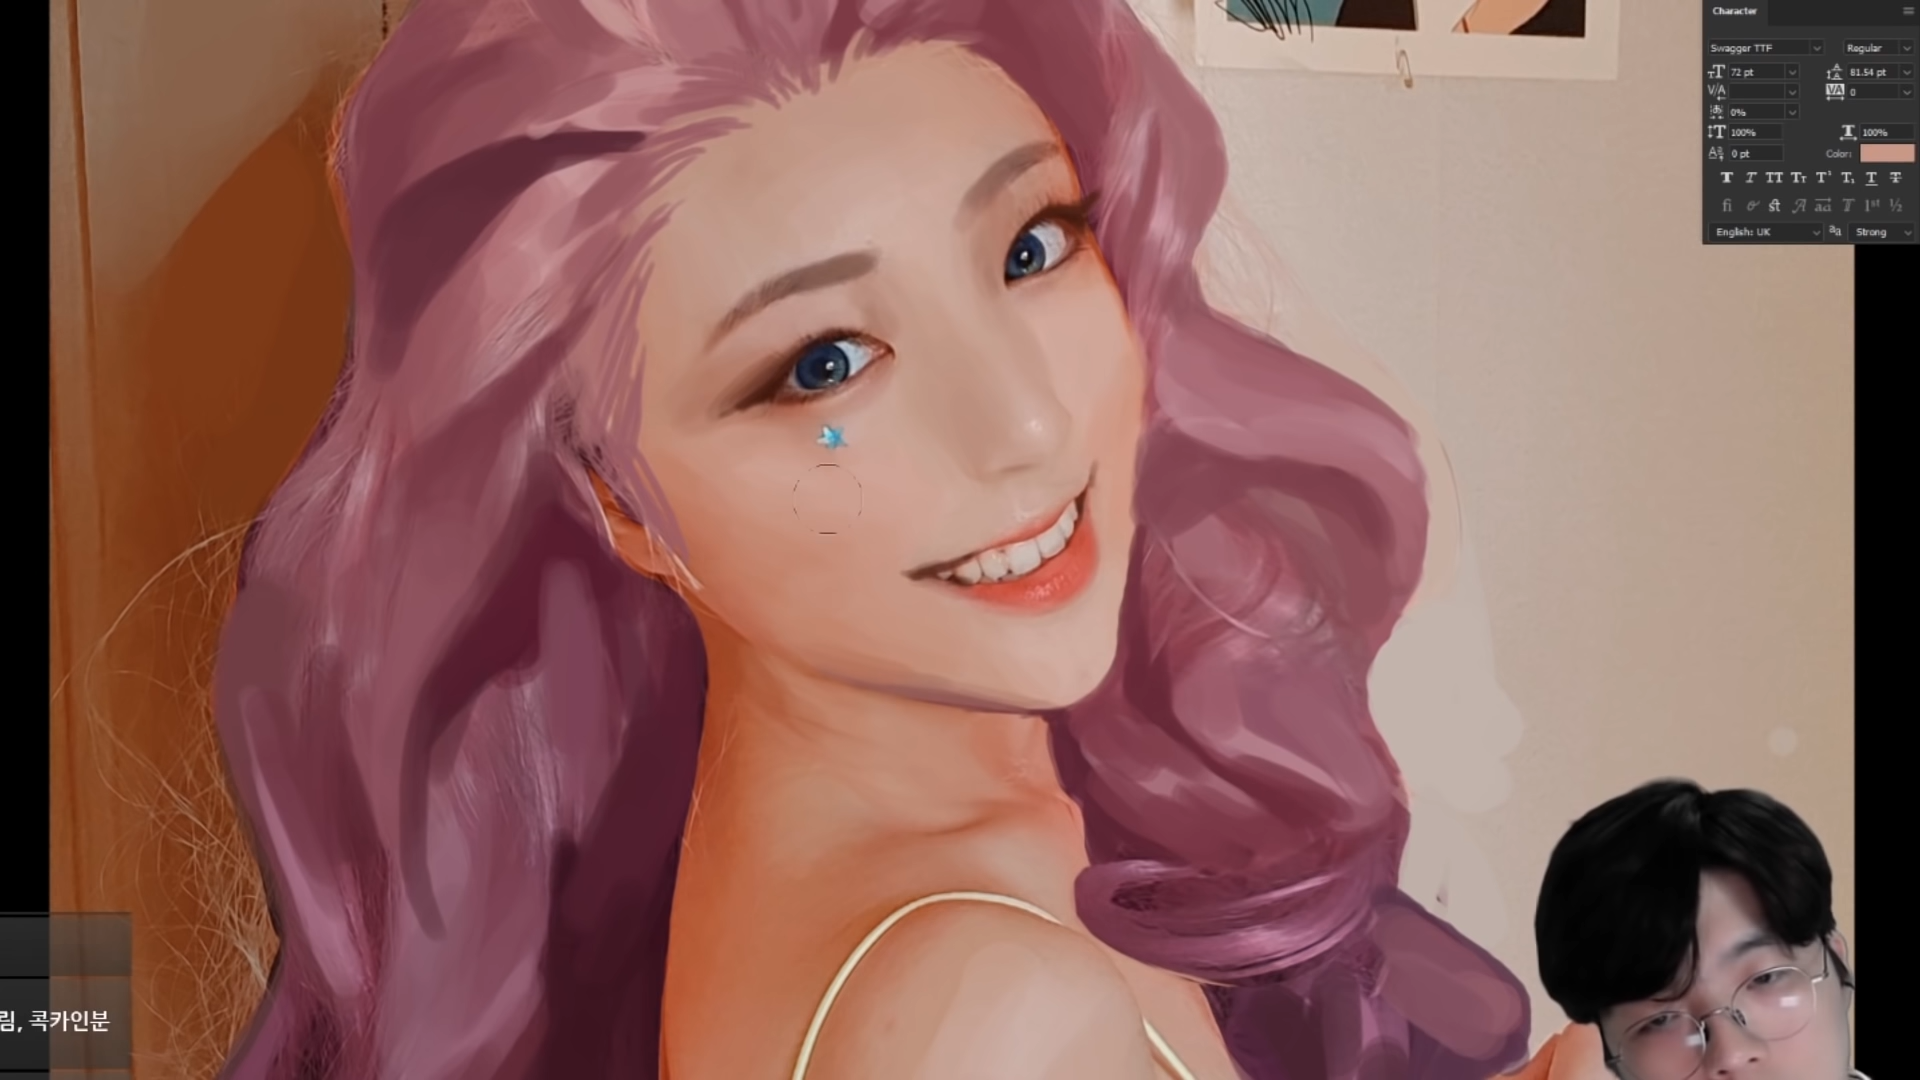 Character
Swagger TTF Regular
72 pt 81.54 pt
0
0%
100% 100%
0 pt Color:
English: UK Strong
림, 콕카인분